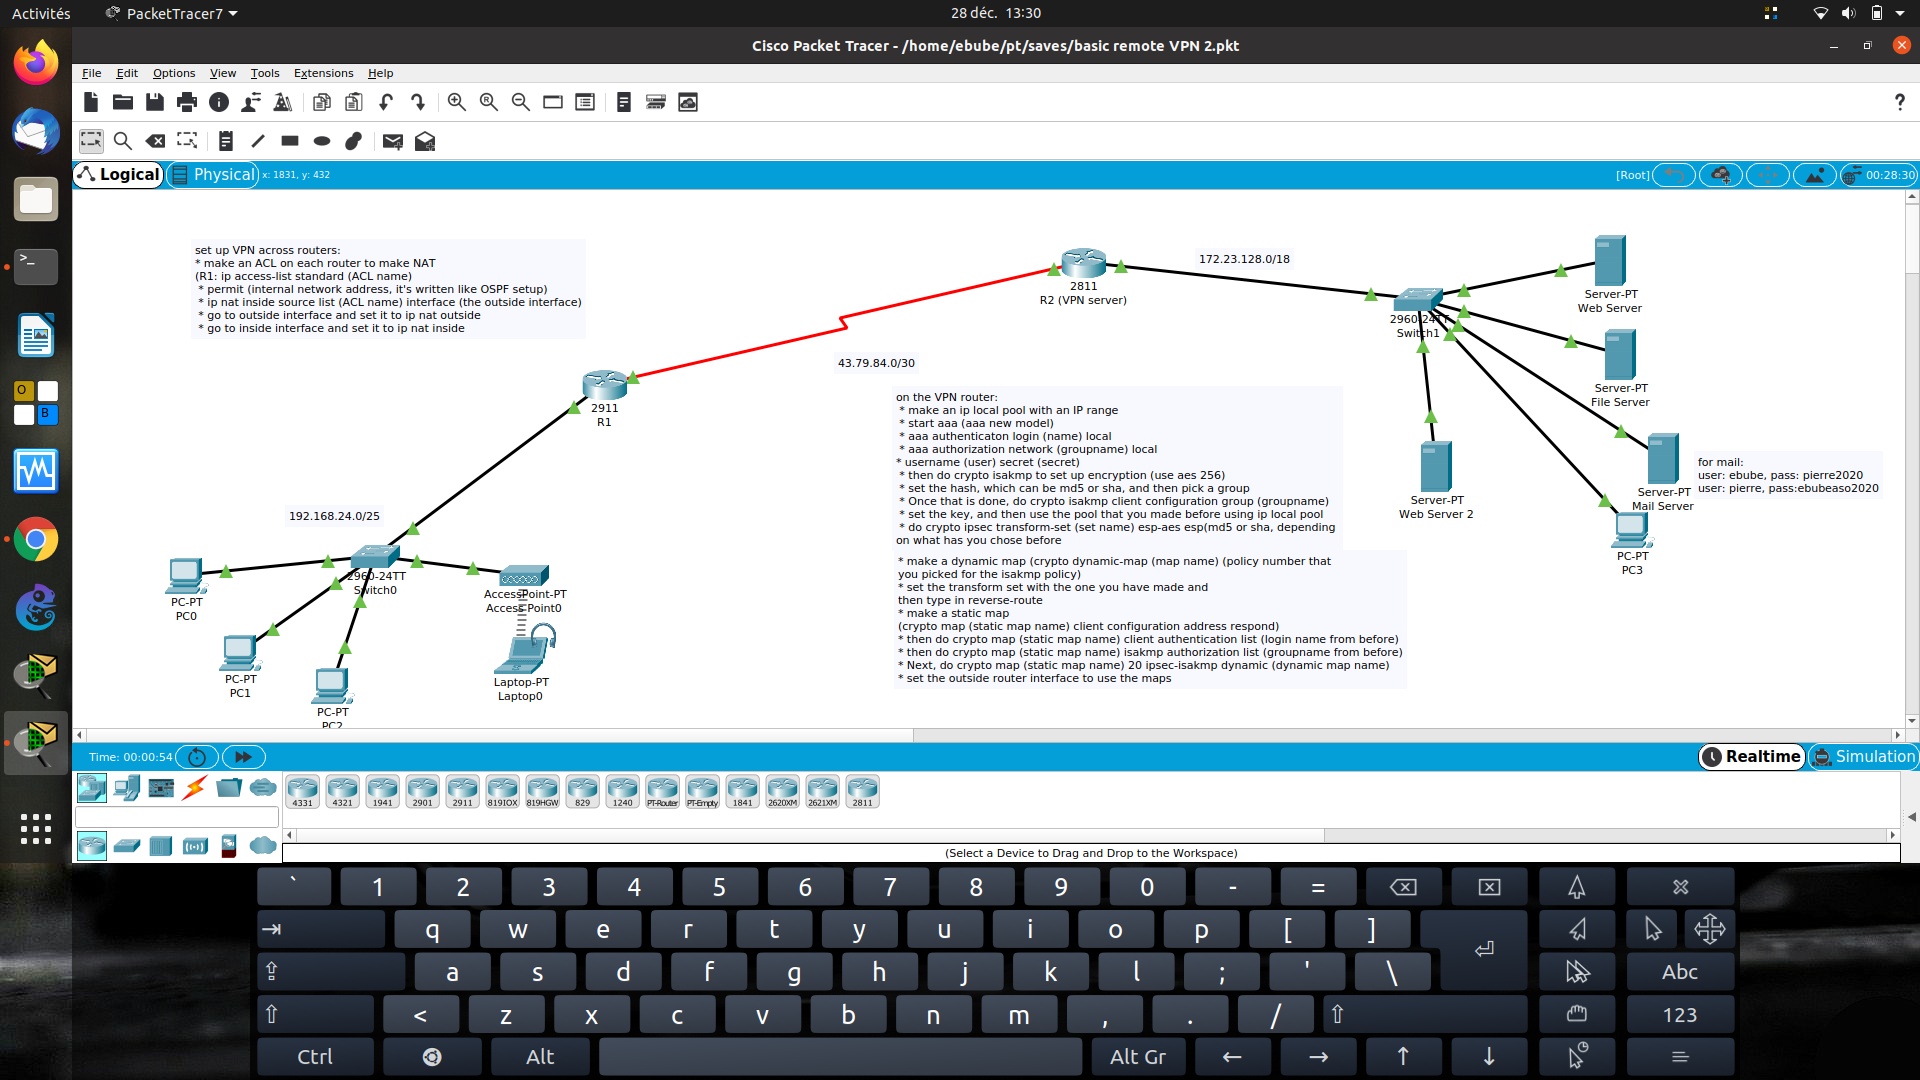 Activités
PacketTracer7
28 déc. 13:30
Cisco Packet Tracer - /home/ebube/pt/saves/basic remote VPN 2.pkt
File Edit Options View Tools Extensions Help
?
Logical Physical x: 1831, y: 432
[Root] 00:28:30
set up VPN across routers:
* make an ACL on each router to make NAT
(R1: ip access-list standard (ACL name)
* permit (internal network address, it's written like OSPF setup)
* ip nat inside source list (ACL name) interface (the outside interface)
* go to outside interface and set it to ip nat outside
* go to inside interface and set it to ip nat inside
2811
R2 (VPN server)
172.23.128.0/18
2960-24TT
Switch1
Server-PT
Web Server
Server-PT
File Server
43.79.84.0/30
2911
R1
on the VPN router:
* make an ip local pool with an IP range
* start aaa (aaa new model)
* aaa authenticaton login (name) local
* aaa authorization network (groupname) local
* username (user) secret (secret)
* then do crypto isakmp to set up encryption (use aes 256)
* set the hash, which can be md5 or sha, and then pick a group
* Once that is done, do crypto isakmp client configuration group (groupname)
* set the key, and then use the pool that you made before using ip local pool
* do crypto ipsec transform-set (set name) esp-aes esp(md5 or sha, depending
on what has you chose before
* make a dynamic map (crypto dynamic-map (map name) (policy number that
you picked for the isakmp policy)
* set the transform set with the one you have made and
then type in reverse-route
* make a static map
(crypto map (static map name) client configuration address respond)
* then do crypto map (static map name) client authentication list (login name from before)
* then do crypto map (static map name) isakmp authorization list (groupname from before)
* Next, do crypto map (static map name) 20 ipsec-isakmp dynamic (dynamic map name)
* set the outside router interface to use the maps
Server-PT
Web Server 2
Server-PT
Mail Server
for mail:
user: ebube, pass: pierre2020
user: pierre, pass:ebubeaso2020
PC-PT
PC3
192.168.24.0/25
2960-24TT
Switch0
PC-PT
PC0
AccessPoint-PT
Access Point0
PC-PT
PC1
Laptop-PT
Laptop0
PC-PT
PC2
Time: 00:00:54
Realtime Simulation
4331 4321 1941 2901 2911 819IOX 819HGW 829 1240 PT-Router PT-Empty 1841 2620XM 2621XM 2811
(Select a Device to Drag and Drop to the Workspace)
O
B
>_
` 1 2 3 4 5 6 7 8 9 0 - =
q w e r t y u i o p [ ]
a s d f g h j k l ; ' \ Abc
< z x c v b n m , . / 123
Ctrl Alt Alt Gr ← → ↑ ↓